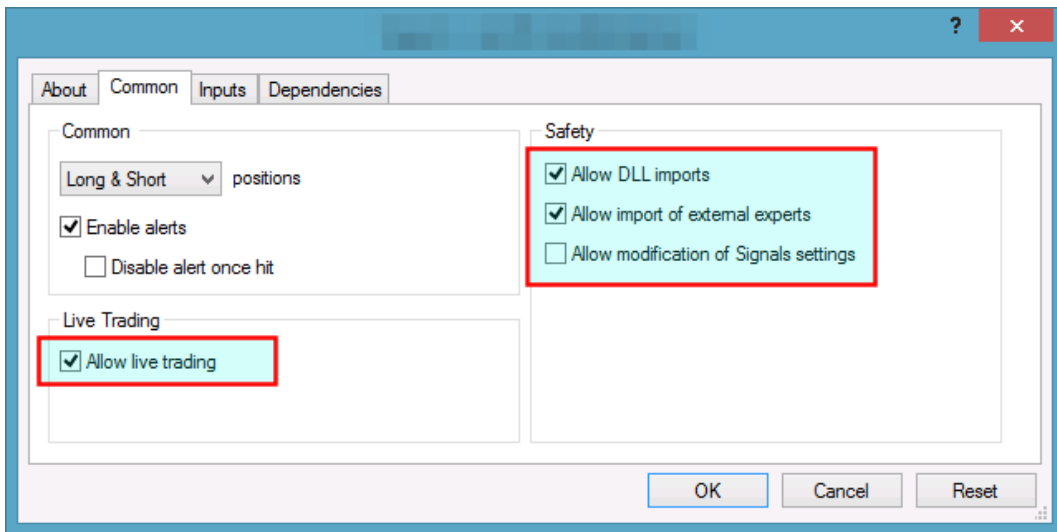 ?
About Common Inputs Dependencies
Common
Long & Short positions
Enable alerts
Disable alert once hit
Live Trading
Allow live trading
Safety
Allow DLL imports
Allow import of external experts
Allow modification of Signals settings
OK Cancel Reset